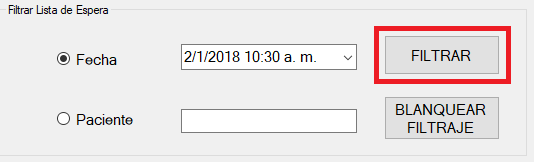 Filtrar Lista de Espera
Fecha
2/1/2018 10:30 a. m.
FILTRAR
Paciente
BLANQUEAR
FILTRAJE